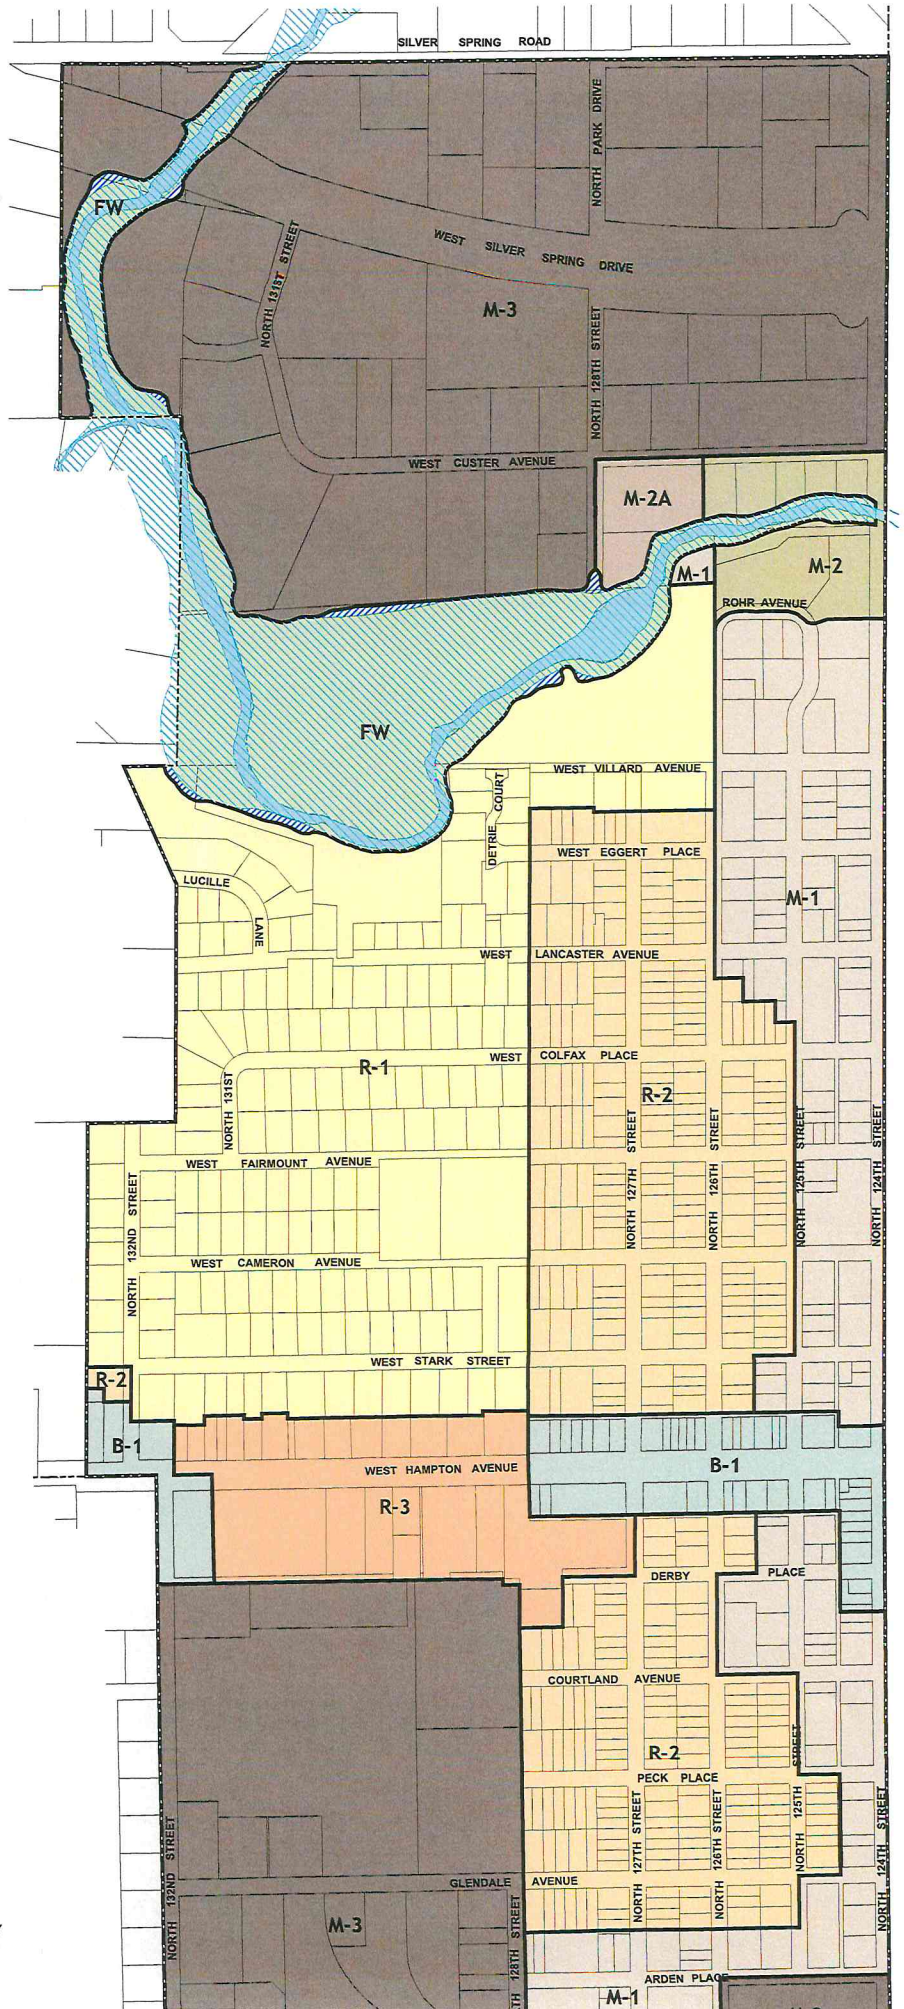 SILVER SPRING ROAD
NORTH PARK DRIVE
FW
WEST SILVER SPRING DRIVE
NORTH 131ST STREET
M-3
NORTH 128TH STREET
WEST CUSTER AVENUE
M-2A
M-2
M-1
ROHR AVENUE
FW
WEST VILLARD AVENUE
DETRIE COURT
WEST EGGERT PLACE
LUCILLE
LANE
M-1
WEST LANCASTER AVENUE
WEST COLFAX PLACE
R-1
NORTH 131ST
R-2
NORTH 127TH STREET
NORTH 126TH STREET
NORTH 125TH STREET
NORTH 124TH STREET
WEST FAIRMOUNT AVENUE
NORTH 132ND STREET
WEST CAMERON AVENUE
WEST STARK STREET
R-2
B-1
WEST HAMPTON AVENUE
B-1
R-3
DERBY PLACE
COURTLAND AVENUE
R-2
PECK PLACE
NORTH 127TH STREET
NORTH 126TH STREET
NORTH 125TH STREET
NORTH 124TH STREET
NORTH 132ND STREET
GLENDALE AVENUE
M-3
128TH STREET
ARDEN PLACE
M-1